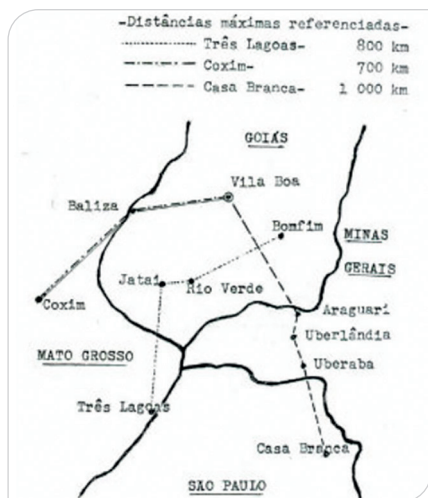 -Distâncias máximas referenciadas-
Três Lagoas- 800 km
Coxim- 700 km
Casa Branca- 1 000 km
GOIÁS
Vila Boa
Baliza
Bomfim
MINAS
GERAIS
Jatai
Rio Verde
Coxim
Araguari
Uberlândia
MATO GROSSO
Uberaba
Três Lagoas
Casa Branca
SÃO PAULO